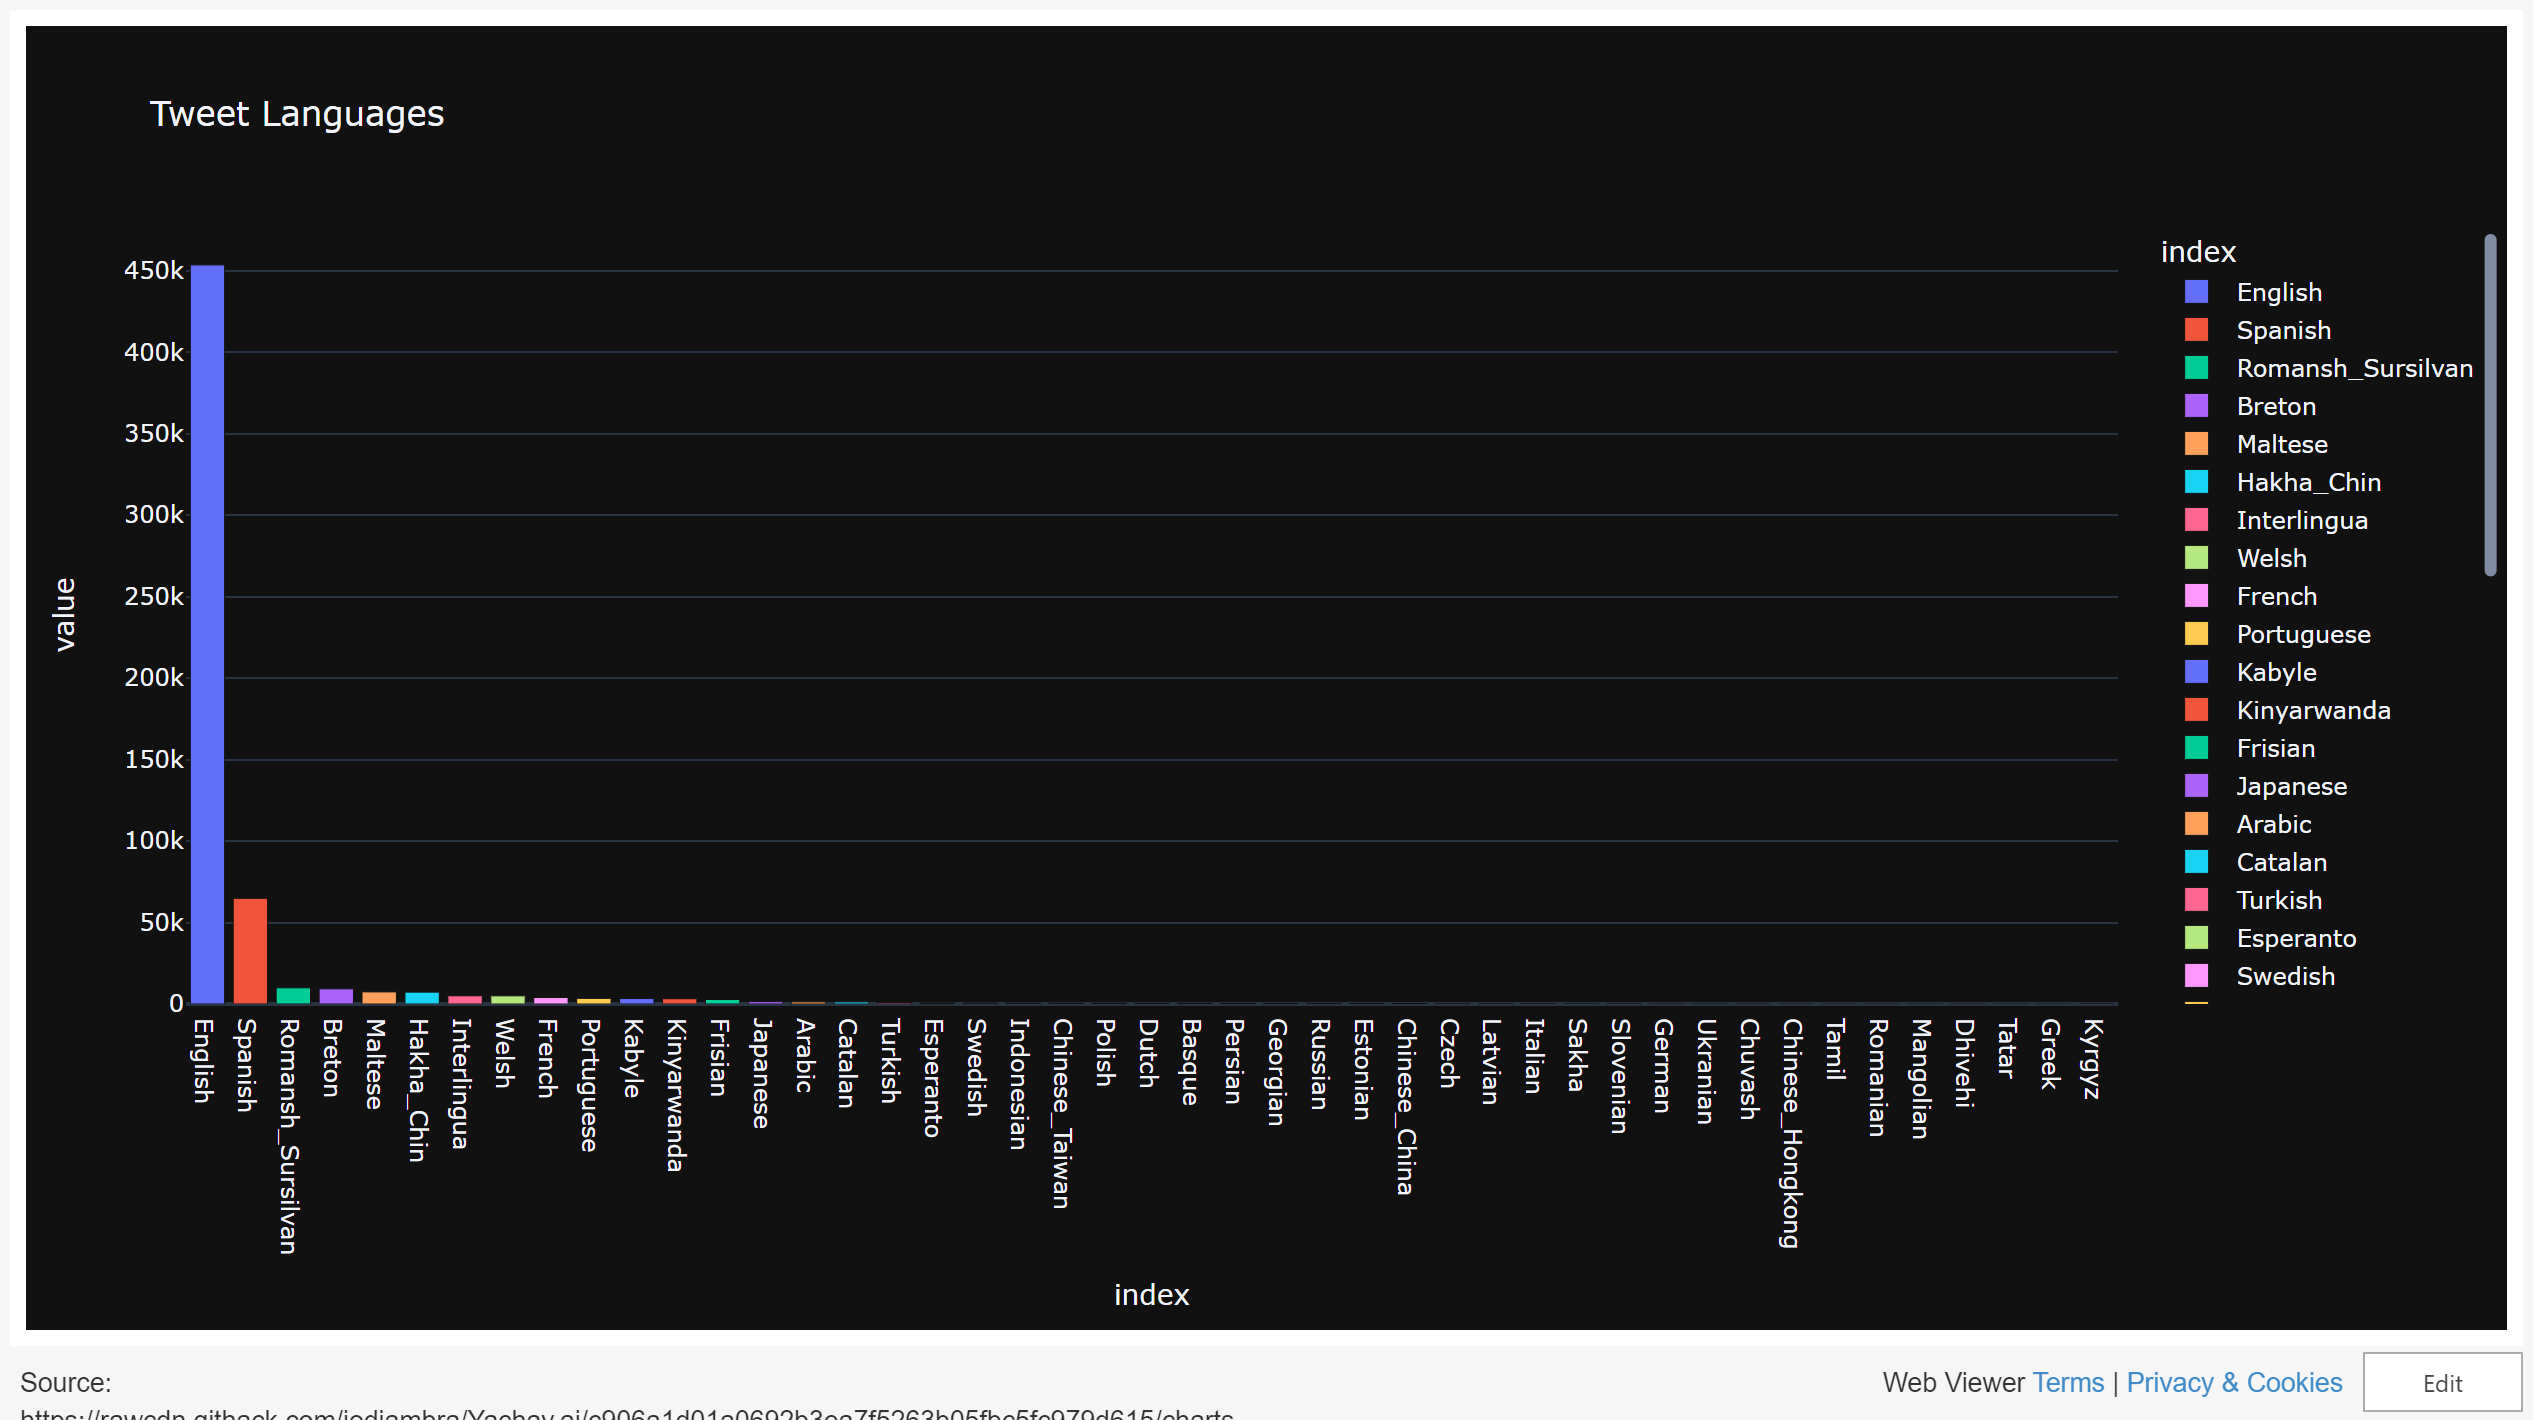 Tweet Languages
450k
400k
350k
300k
250k
200k
150k
100k
50k
0
value
English
Spanish
Romansh_Sursilvan
Breton
Maltese
Hakha_Chin
Interlingua
Welsh
French
Portuguese
Kabyle
Kinyarwanda
Frisian
Japanese
Arabic
Catalan
Turkish
Esperanto
Swedish
Indonesian
Chinese_Taiwan
Polish
Dutch
Basque
Persian
Georgian
Russian
Estonian
Chinese_China
Czech
Latvian
Italian
Sakha
Slovenian
German
Ukranian
Chuvash
Chinese_Hongkong
Tamil
Romanian
Mangolian
Dhivehi
Tatar
Greek
Kyrgyz
index
index
English
Spanish
Romansh_Sursilvan
Breton
Maltese
Hakha_Chin
Interlingua
Welsh
French
Portuguese
Kabyle
Kinyarwanda
Frisian
Japanese
Arabic
Catalan
Turkish
Esperanto
Swedish
Source:
Web Viewer Terms | Privacy & Cookies
Edit